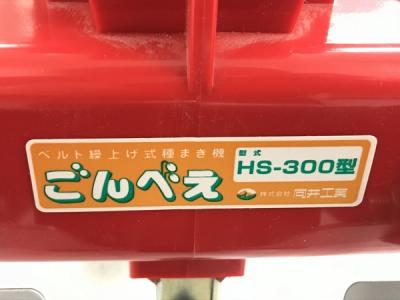 ベルト繰上げ式種まき機
ごんべえ
型式
HS-300型
株式会社 向井工業